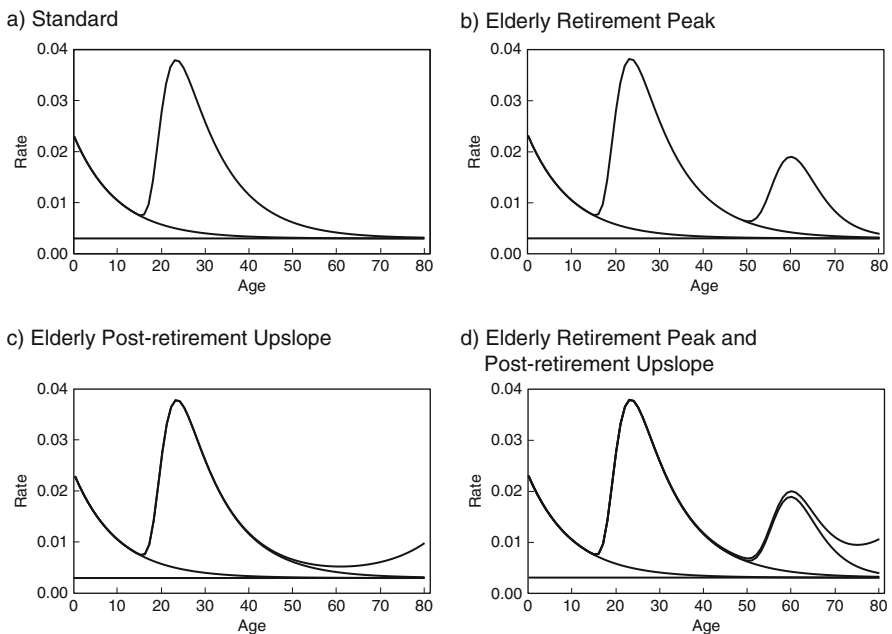 a) Standard
0.04
0.03
0.02
0.01
0.00
Rate
0 10 20 30 40 50 60 70 80
Age
b) Elderly Retirement Peak
0.04
0.03
0.02
0.01
0.00
Rate
0 10 20 30 40 50 60 70 80
Age
c) Elderly Post-retirement Upslope
0.04
0.03
0.02
0.01
0.00
Rate
0 10 20 30 40 50 60 70 80
Age
d) Elderly Retirement Peak and
Post-retirement Upslope
0.04
0.03
0.02
0.01
0.00
Rate
0 10 20 30 40 50 60 70 80
Age